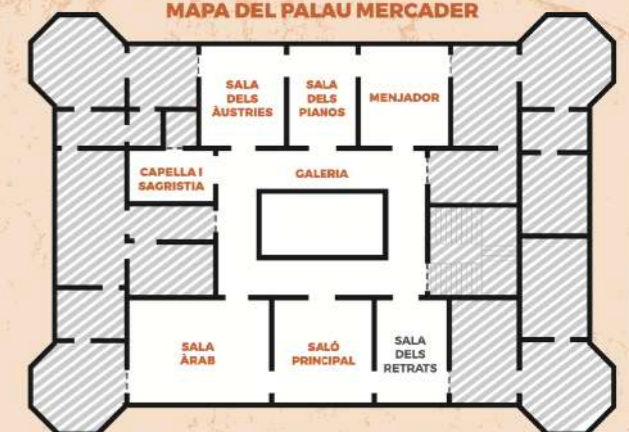 MAPA DEL PALAU MERCADER
SALA
DELS
ÀUSTRIES
SALA
DELS
PIANOS
MENJADOR
CAPELLA I
SAGRISTIA
GALERIA
SALA
ÀRAB
SALÓ
PRINCIPAL
SALA
DELS
RETRATS